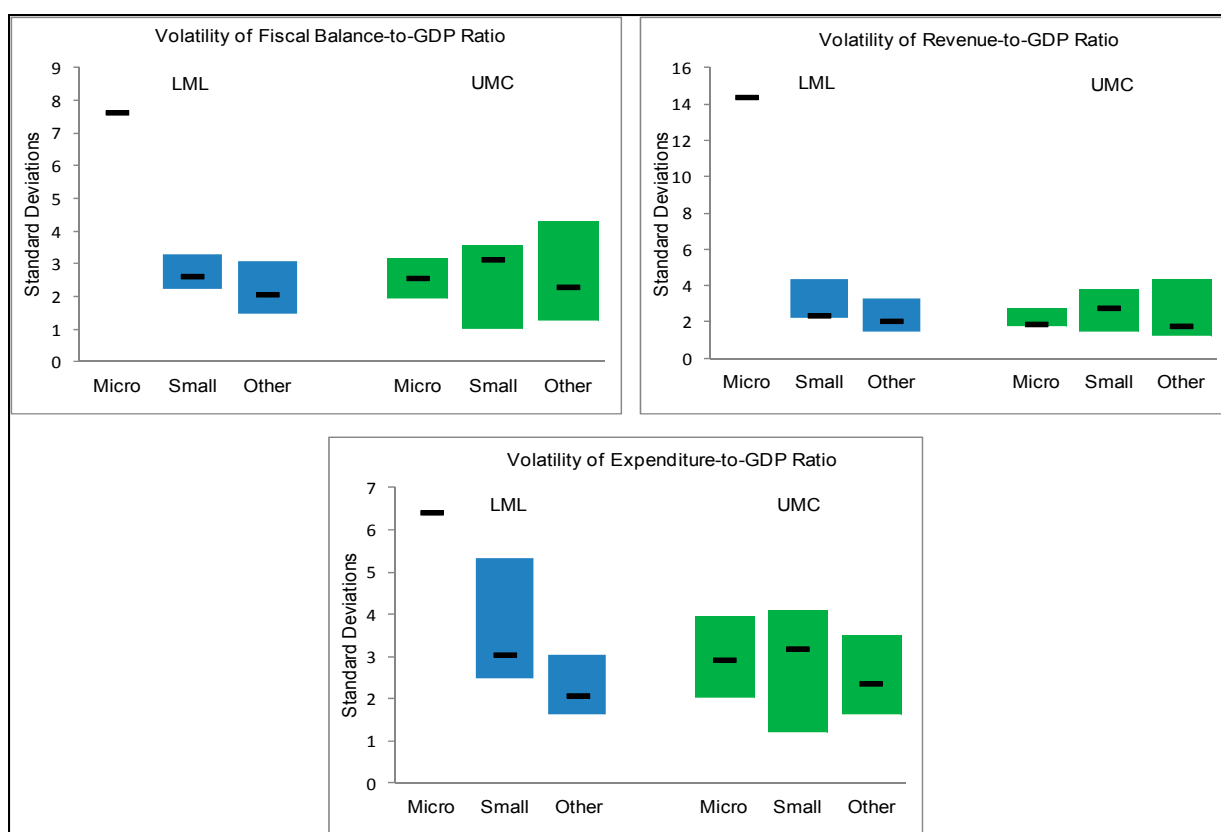 Volatility of Fiscal Balance-to-GDP Ratio
LML UMC
Standard Deviations
9
8
7
6
5
4
3
2
1
0
Micro Small Other Micro Small Other
Volatility of Revenue-to-GDP Ratio
LML UMC
Standard Deviations
16
14
12
10
8
6
4
2
0
Micro Small Other Micro Small Other
Volatility of Expenditure-to-GDP Ratio
LML UMC
Standard Deviations
7
6
5
4
3
2
1
0
Micro Small Other Micro Small Other